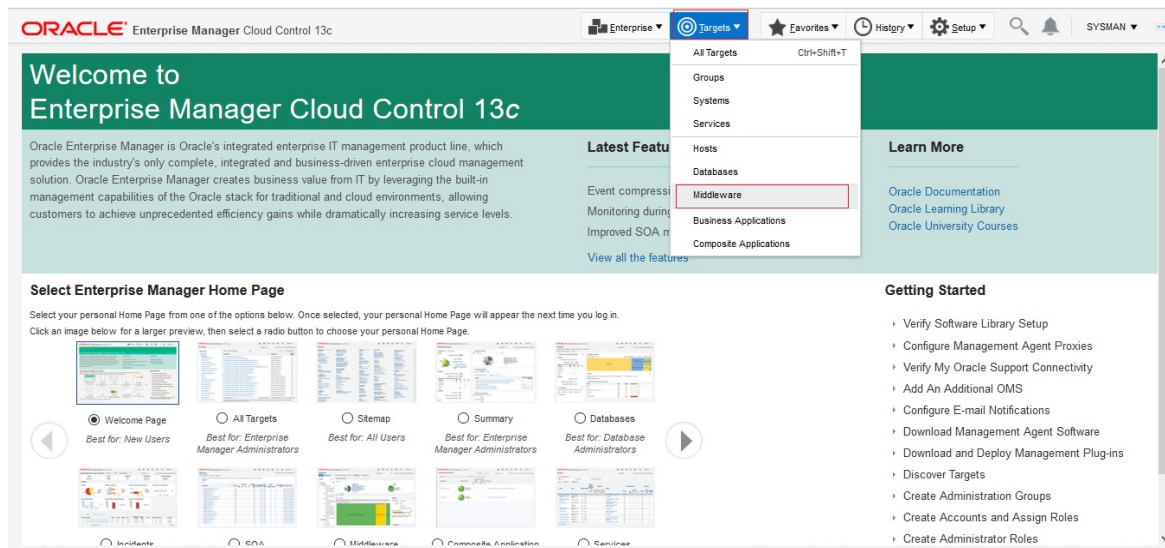 ORACLE Enterprise Manager Cloud Control 13c
Enterprise Targets Favorites History Setup SYSMAN
All Targets Ctrl+Shift+T
Groups
Systems
Services
Hosts
Databases
Middleware
Business Applications
Composite Applications
Welcome to
Enterprise Manager Cloud Control 13c
Oracle Enterprise Manager is Oracle's integrated enterprise IT management product line, which
provides the industry's only complete, integrated and business-driven enterprise cloud management
solution. Oracle Enterprise Manager creates business value from IT by leveraging the built-in
management capabilities of the Oracle stack for traditional and cloud environments, allowing
customers to achieve unprecedented efficiency gains while dramatically increasing service levels.
Latest Featu
Event compressi
Monitoring during
Improved SOA m
View all the features
Learn More
Oracle Documentation
Oracle Learning Library
Oracle University Courses
Select Enterprise Manager Home Page
Select your personal Home Page from one of the options below. Once selected, your personal Home Page will appear the next time you log in.
Click an image below for a larger preview, then select a radio button to choose your personal Home Page.
Welcome Page
Best for: New Users
All Targets
Best for: Enterprise
Manager Administrators
Sitemap
Best for: All Users
Summary
Best for: Enterprise
Manager Administrators
Databases
Best for: Database
Administrators
Incidents
SOA
Middleware
Composite Application
Services
Getting Started
Verify Software Library Setup
Configure Management Agent Proxies
Verify My Oracle Support Connectivity
Add An Additional OMS
Configure E-mail Notifications
Download Management Agent Software
Download and Deploy Management Plug-ins
Discover Targets
Create Administration Groups
Create Accounts and Assign Roles
Create Administrator Roles